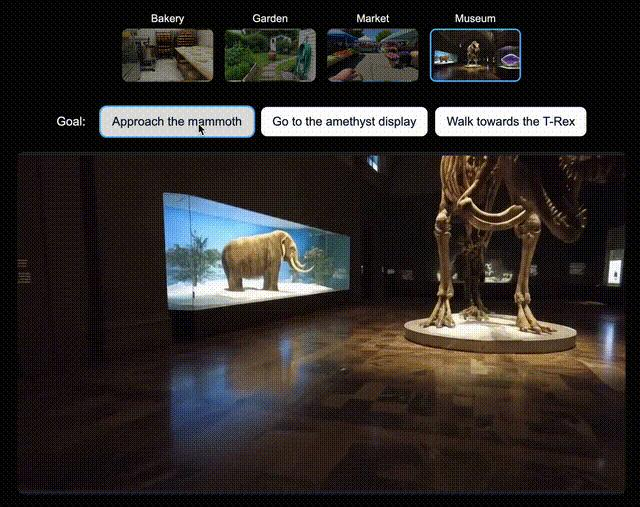 Bakery Garden Market Museum
Goal: Approach the mammoth Go to the amethyst display Walk towards the T-Rex